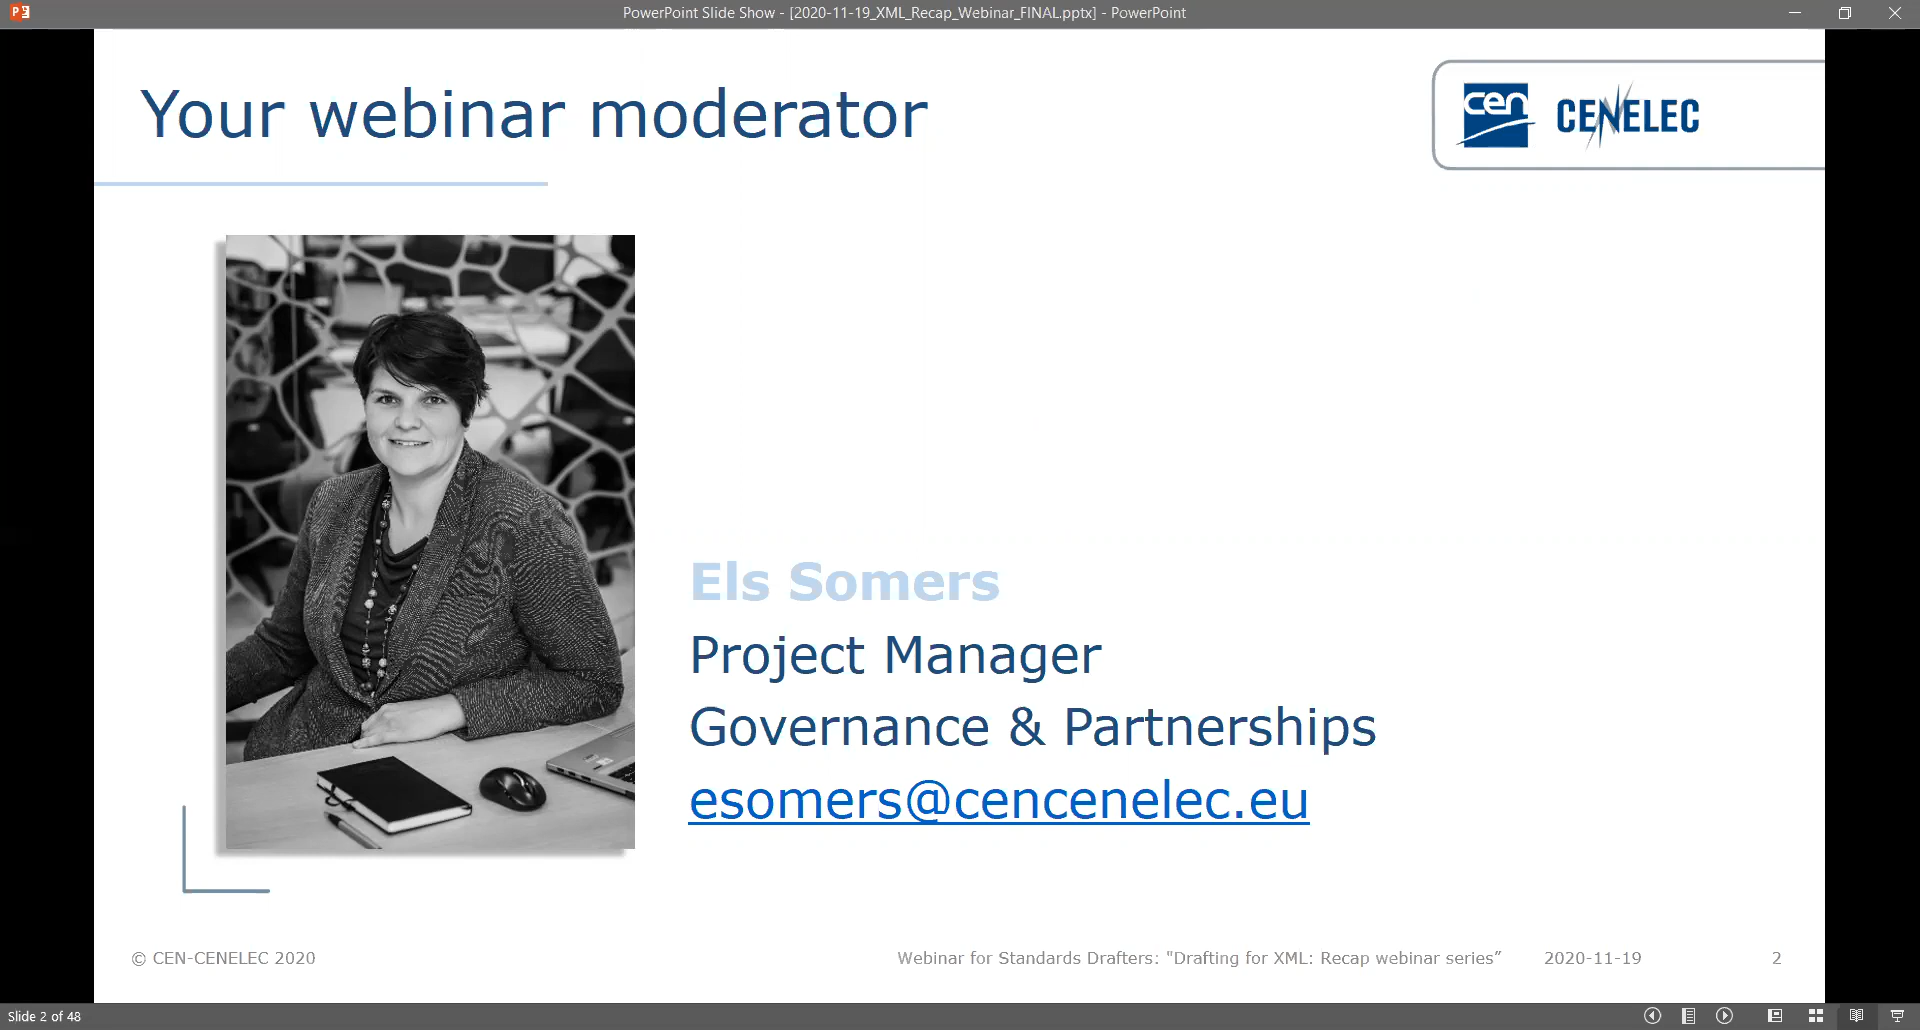 PowerPoint Slide Show - [2020-11-19_XML_Recap_Webinar_FINAL.pptx] - PowerPoint
Your webinar moderator
cen CENELEC
Els Somers
Project Manager
Governance & Partnerships
esomers@cencenelec.eu
© CEN-CENELEC 2020 Webinar for Standards Drafters: "Drafting for XML: Recap webinar series” 2020-11-19 2
Slide 2 of 48